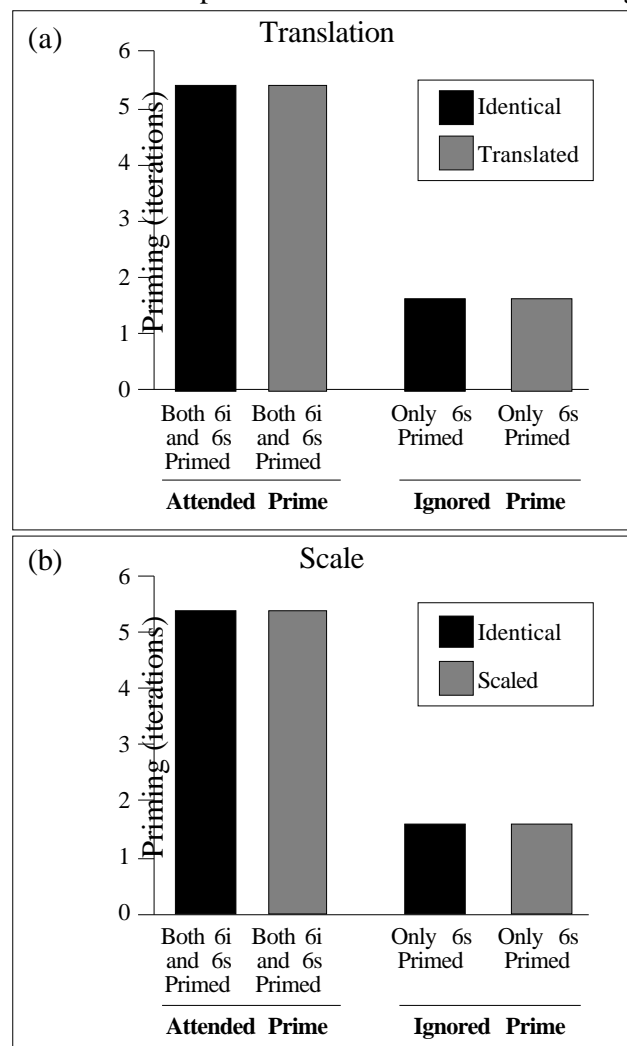 (a) Translation
6
5
4
3
2
1
0
Priming (iterations)
Identical
Translated
Both 6i and 6s Primed
Both 6i and 6s Primed
Only 6s Primed
Only 6s Primed
Attended Prime
Ignored Prime
(b) Scale
6
5
4
3
2
1
0
Priming (iterations)
Identical
Scaled
Both 6i and 6s Primed
Both 6i and 6s Primed
Only 6s Primed
Only 6s Primed
Attended Prime
Ignored Prime